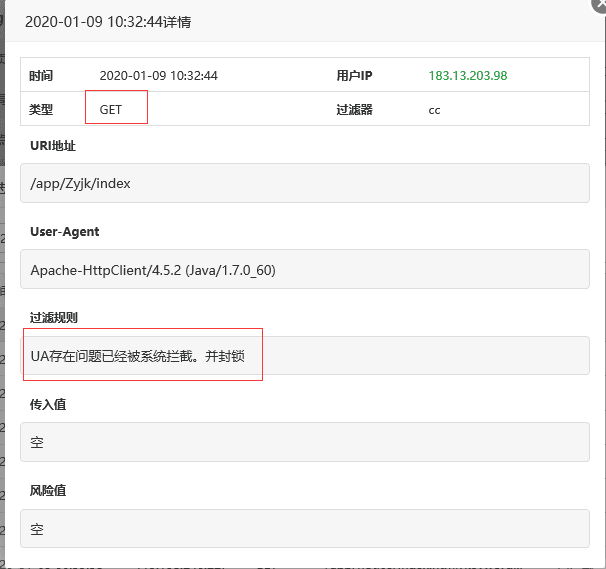 2020-01-09 10:32:44详情
时间 2020-01-09 10:32:44 用户IP 183.13.203.98
类型 GET 过滤器 cc
URI地址
/app/Zyjk/index
User-Agent
Apache-HttpClient/4.5.2 (Java/1.7.0_60)
过滤规则
UA存在问题已经被系统拦截。并封锁
传入值
空
风险值
空